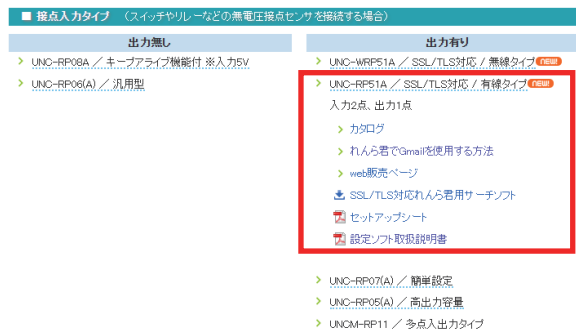 ■ 接点入力タイプ （スイッチやリレーなどの無電圧接点センサを接続する場合）
出力無し
UNC-RP08A ／ キープアライブ機能付 ※入力5V
UNC-RP06(A) ／ 汎用型
出力有り
UNC-WRP51A ／ SSL/TLS対応 / 無線タイプ NEW!
UNC-RP51A ／ SSL/TLS対応 / 有線タイプ NEW!
入力2点、出力1点
カタログ
れんら君でGmailを使用する方法
web販売ページ
SSL/TLS対応れんら君用サーチソフト
セットアップシート
設定ソフト取扱説明書
UNC-RP07(A) ／ 簡単設定
UNC-RP05(A) ／ 高出力容量
UNCM-RP11 ／ 多点入出力タイプ